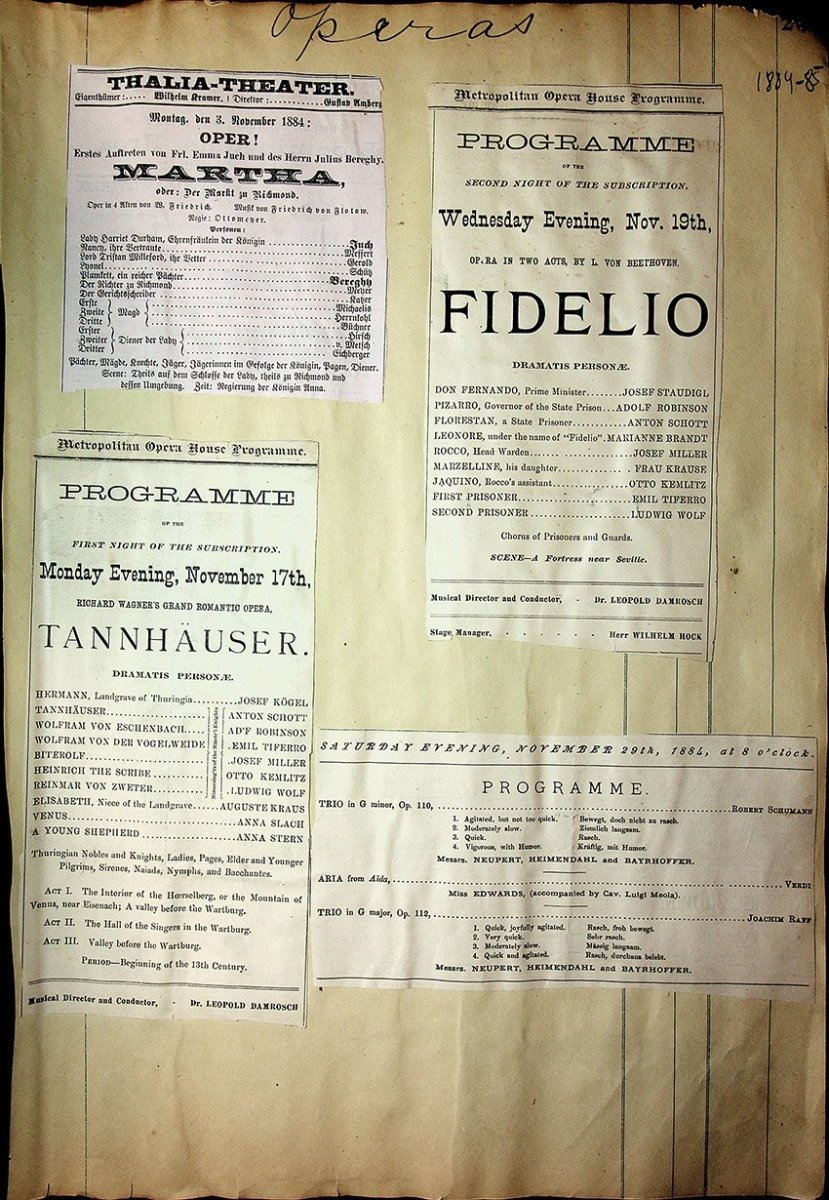 Operas.
1884-85
THALIA-THEATER.
Eigenthümer:..... Wilhelm Kramer. | Director:............Gustav Amberg
Montag, den 3. November 1884:
OPER!
Erstes Auftreten von Frl. Emma Juch und des Herrn Julius Bereghy.
MARTHA,
oder: Der Markt zu Richmond.
Oper in 4 Akten von W. Friedrich. Musik von Friedrich von Flotow.
Regie: Ottomeyer.
Personen:
Lady Harriet Durham, Ehrenfräulein der Königin ........ Juch
Nancy, ihre Vertraute ........ Meffert
Lord Tristan Mikleford, ihr Vetter ........ Gerold
Lyonel ........ Schütz
Plumkett, ein reicher Pächter ........ Bereghy
Der Richter zu Richmond ........ Meyer
Der Gerichtsschreiber ........ Katzer
Erste ........ Michaelis
Zweite } Magd { ........ Herrnkohl
Dritte ........ Büchner
Erster ........ Hirsch
Zweiter } Diener der Lady { ........ v. Metsch
Dritter ........ Eichberger
Pächter, Mägde, Knechte, Jäger, Jägerinnen im Gefolge der Königin, Pagen, Diener.
Scene: Theils auf dem Schlosse der Lady, theils zu Richmond und
dessen Umgebung. Zeit: Regierung der Königin Anna.
Metropolitan Opera House Programme.
PROGRAMME
OF THE
SECOND NIGHT OF THE SUBSCRIPTION.
Wednesday Evening, Nov. 19th,
OPERA IN TWO ACTS, BY L. VON BEETHOVEN.
FIDELIO
DRAMATIS PERSONÆ.
DON FERNANDO, Prime Minister........JOSEF STAUDIGL
PIZARRO, Governor of the State Prison...ADOLF ROBINSON
FLORESTAN, a State Prisoner............ANTON SCHOTT
LEONORE, under the name of "Fidelio".MARIANNE BRANDT
ROCCO, Head Warden......................JOSEF MILLER
MARZELLINE, his daughter.............FRAU KRAUSE
JAQUINO, Rocco's assistant..............OTTO KEMLITZ
FIRST PRISONER......................EMIL TIFERRO
SECOND PRISONER....................LUDWIG WOLF
Chorus of Prisoners and Guards.
SCENE—A Fortress near Seville.
Musical Director and Conductor, - Dr. LEOPOLD DAMROSCH
Stage Manager, - - - - - - Herr WILHELM HOCK
Metropolitan Opera House Programme.
PROGRAMME
OF THE
FIRST NIGHT OF THE SUBSCRIPTION.
Monday Evening, November 17th,
RICHARD WAGNER'S GRAND ROMANTIC OPERA,
TANNHÄUSER.
DRAMATIS PERSONÆ.
HERMANN, Landgrave of Thuringia.........JOSEF KÖGEL
TANNHÄUSER.................ANTON SCHOTT
WOLFRAM VON ESCHENBACH....AD'F ROBINSON
WOLFRAM VON DER VOGELWEIDE EMIL TIFERRO
BITEROLF...................JOSEF MILLER
HEINRICH THE SCRIBE............OTTO KEMLITZ
REINMAR VON ZWETER............LUDWIG WOLF
ELISABETH, Niece of the Landgrave......AUGUSTE KRAUS
VENUS..............................ANNA SLACH
A YOUNG SHEPHERD..................ANNA STERN
Thuringian Nobles and Knights, Ladies, Pages, Elder and Younger
Pilgrims, Sirenes, Naiads, Nymphs, and Bacchantes.
ACT I. The Interior of the Hœrselberg, or the Mountain of
Venus, near Eisenach; A valley before the Wartburg.
ACT II. The Hall of the Singers in the Wartburg.
ACT III. Valley before the Wartburg.
PERIOD—Beginning of the 13th Century.
Musical Director and Conductor, - Dr. LEOPOLD DAMROSCH
SATURDAY EVENING, NOVEMBER 29th, 1884, at 8 o'clock.
PROGRAMME.
TRIO in G minor, Op. 110,........ROBERT SCHUMANN
1. Agitated, but not too quick. Bewegt, doch nicht zu rasch.
2. Moderately slow. Ziemlich langsam.
3. Quick. Rasch.
4. Vigorous, with Humor. Kräftig, mit Humor.
Messrs. NEUPERT, HEIMENDAHL and BAYRHOFFER.
ARIA from Aïda,........VERDI
Miss EDWARDS, (accompanied by Cav. Luigi Meola).
TRIO in G major, Op. 112,........JOACHIM RAFF
1. Quick, joyfully agitated. Rasch, froh bewegt.
2. Very quick. Sehr rasch.
3. Moderately slow. Mässig langsam.
4. Quick and agitated. Rasch, durchaus belebt.
Messrs. NEUPERT, HEIMENDAHL and BAYRHOFFER.